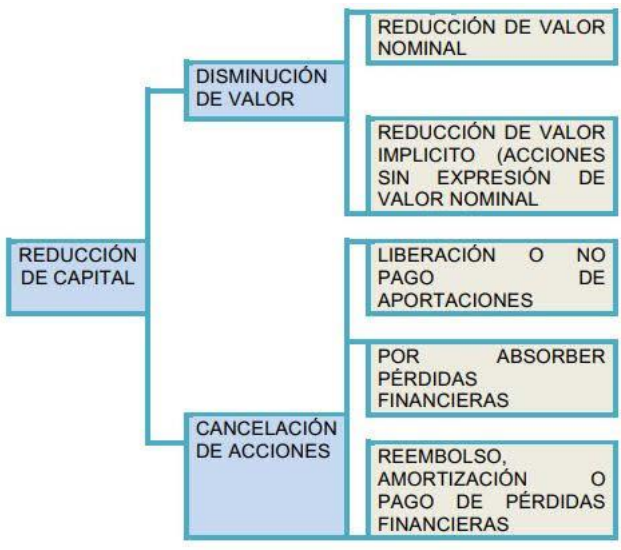 REDUCCIÓN DE VALOR
NOMINAL
DISMINUCIÓN
DE VALOR
REDUCCIÓN DE VALOR
IMPLICITO (ACCIONES
SIN EXPRESIÓN DE
VALOR NOMINAL
REDUCCIÓN
DE CAPITAL
LIBERACIÓN O NO
PAGO DE
APORTACIONES
POR ABSORBER
PÉRDIDAS
FINANCIERAS
CANCELACIÓN
DE ACCIONES
REEMBOLSO,
AMORTIZACIÓN O
PAGO DE PÉRDIDAS
FINANCIERAS